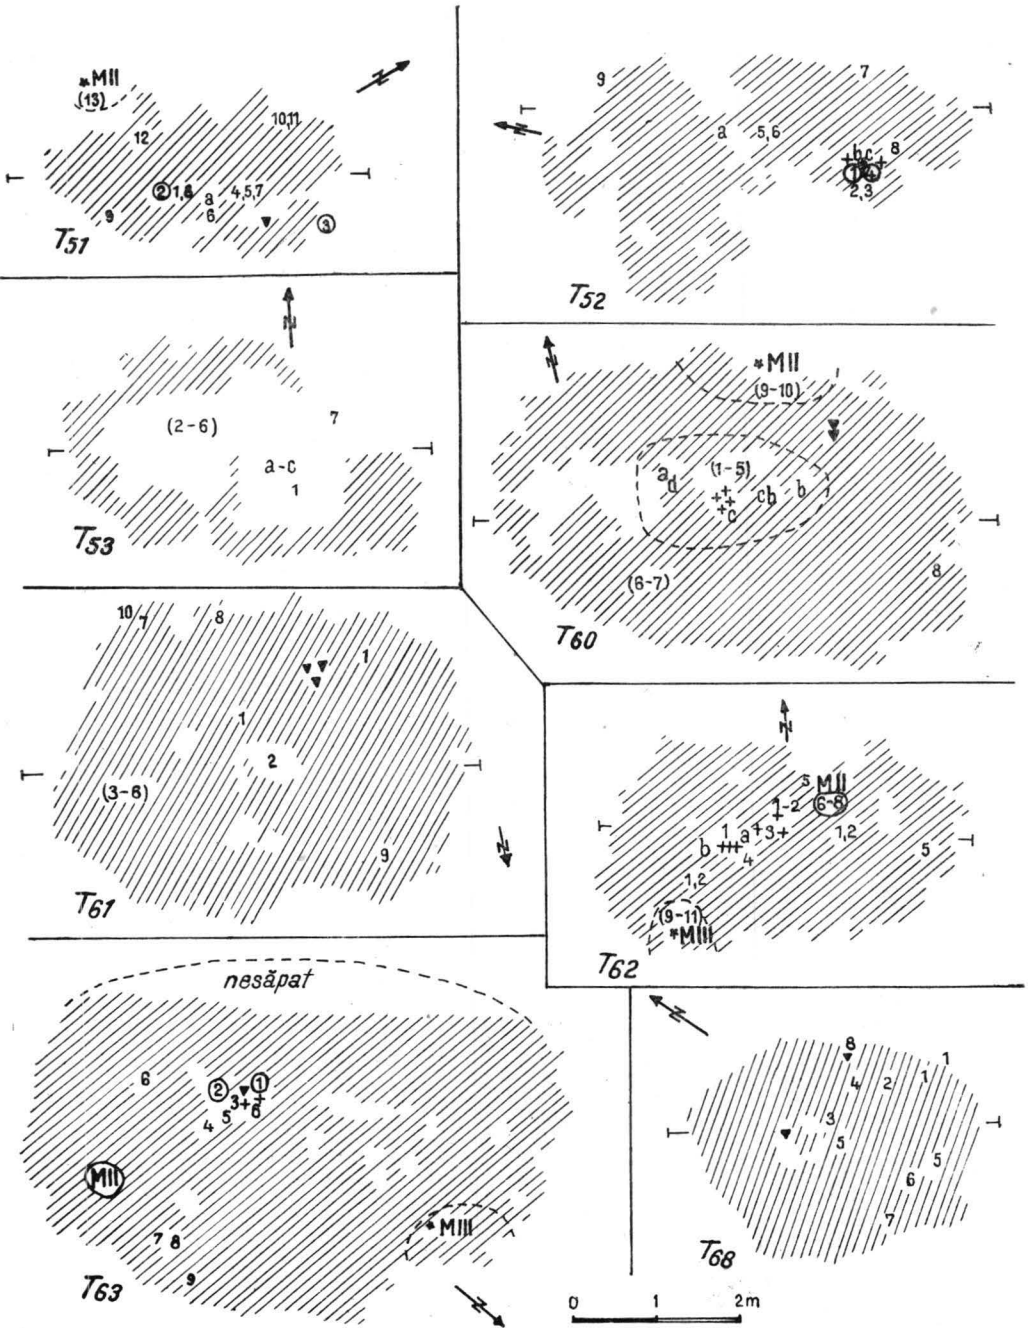 N
*MII
(13)
10,11
12
② 1,8 a 4,5,7
9 6 ③
T51
9 7
N
a 5,6
b c 8
① ④
2,3
T52
N
(2-6) 7
a-c
1
T53
N
*MII
(9-10)
(1-5)
a d c b b
c
(6-7) 8
T60
10 7 8
1
1
2
(3-6)
N
9
T61
N
5 MII
1-2 (6-8)
1 a 3 1,2
b 4 5
1,2
(9-11)
*MIII
T62
nesăpat
6 ② ①
3 6
5
4
MII
*MIII
7 8
9
T63
N
N
8 1
4 2 1
3
5 5
6
7
T68
0 1 2m